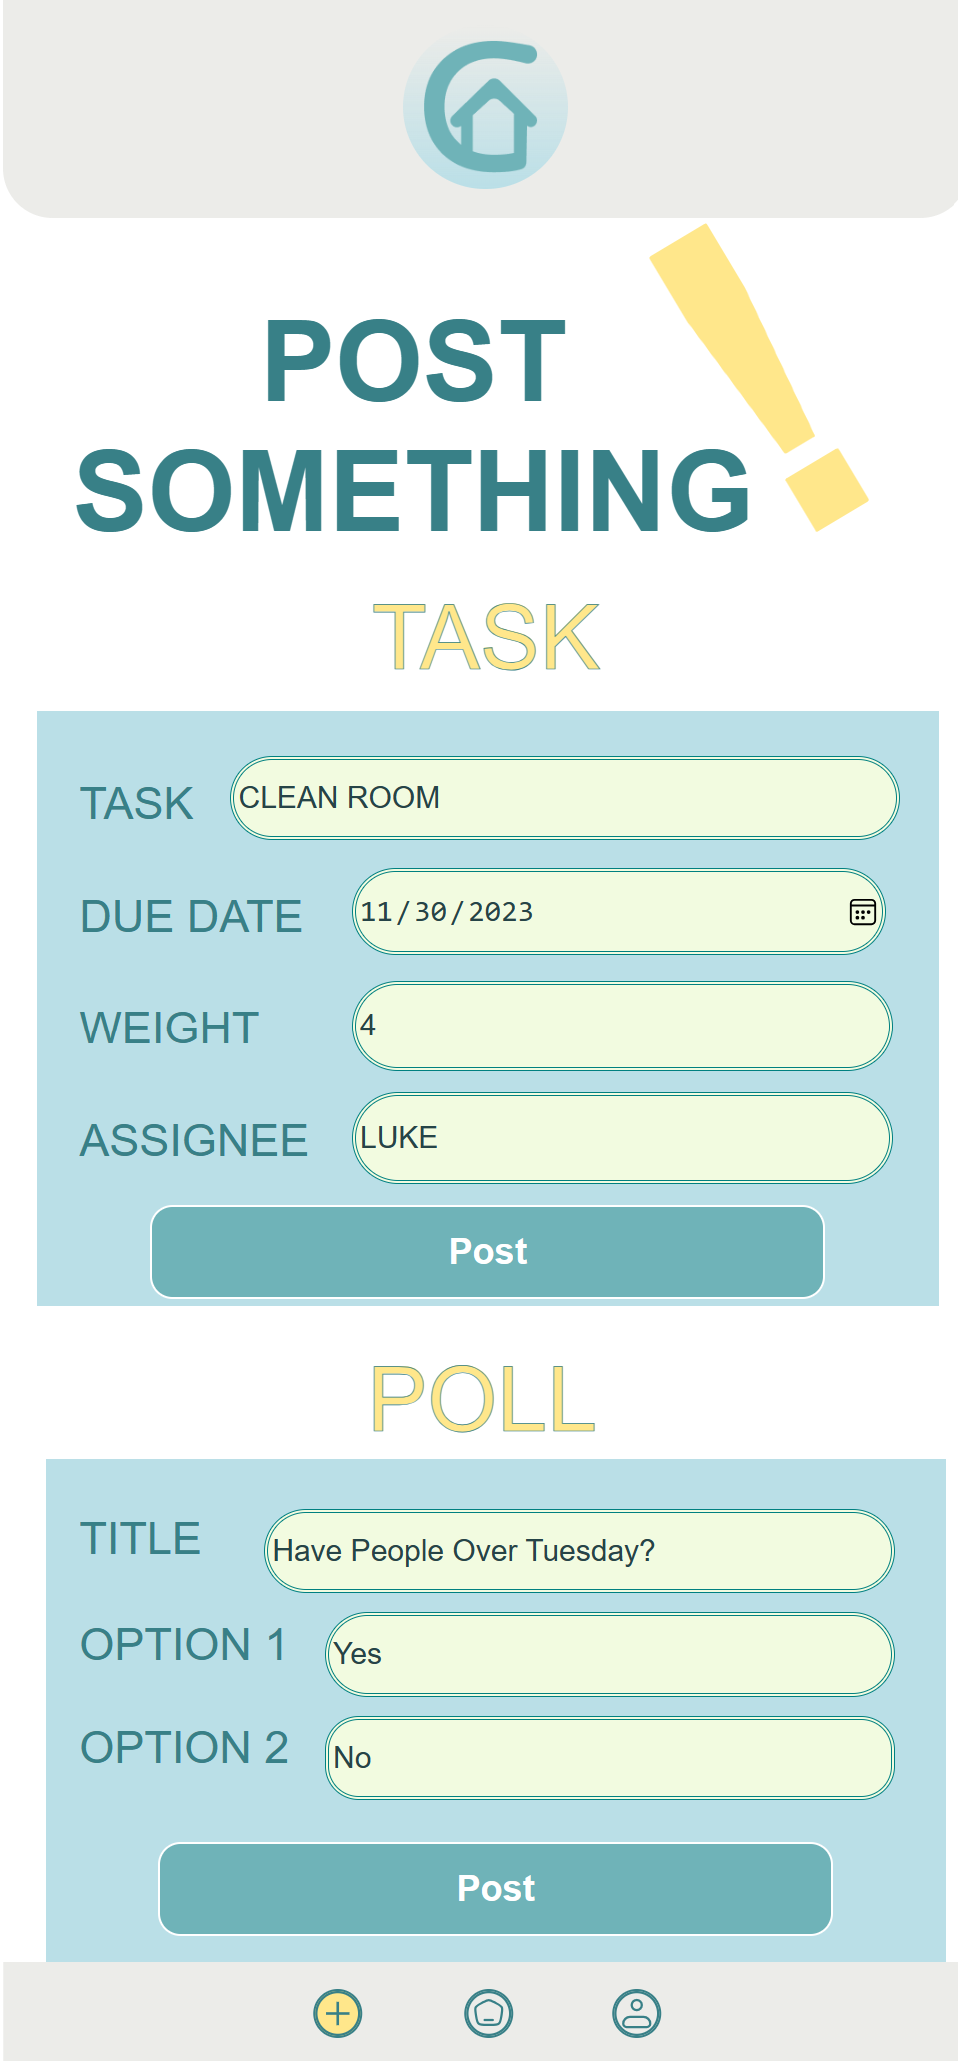 POST
SOMETHING!
TASK
TASK CLEAN ROOM
DUE DATE 11/30/2023
WEIGHT 4
ASSIGNEE LUKE
Post
POLL
TITLE Have People Over Tuesday?
OPTION 1 Yes
OPTION 2 No
Post